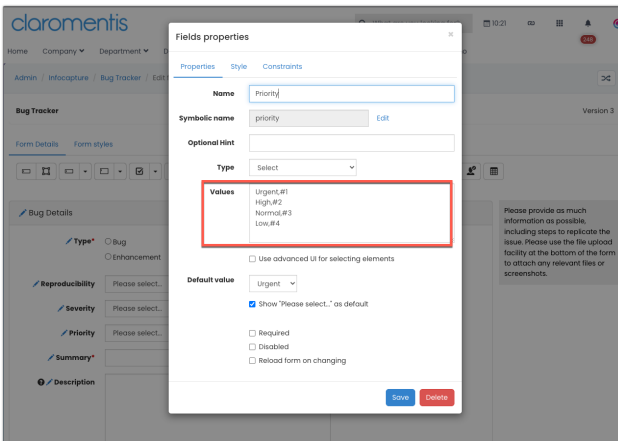 claromentis
10:21
248
Home Company Department
Admin / Infocapture / Bug Tracker / Edit
Bug Tracker
Version 3
Form Details Form styles
Bug Details
Type*
Bug
Enhancement
Reproducibility Please select...
Severity Please select...
Priority Please select...
Summary*
Description
Fields properties ×
Properties Style Constraints
Name Priority
Symbolic name priority Edit
Optional Hint
Type Select
Values
Urgent,#1
High,#2
Normal,#3
Low,#4
Use advanced UI for selecting elements
Default value Urgent
Show "Please select..." as default
Required
Disabled
Reload form on changing
Save Delete
Please provide as much
information as possible,
including steps to replicate the
issue. Please use the file upload
facility at the bottom of the form
to attach any relevant files or
screenshots.